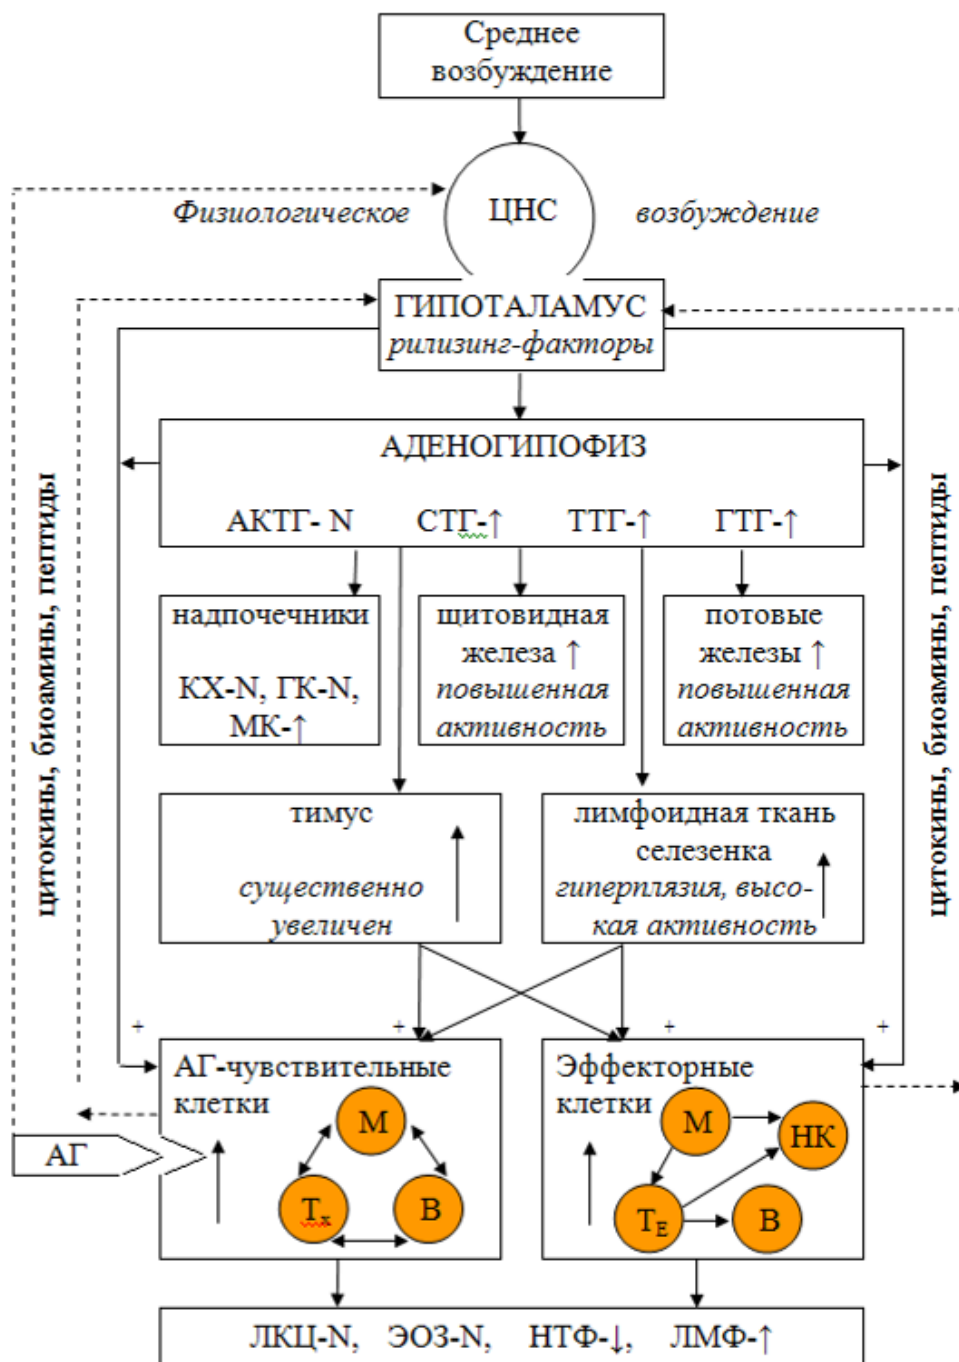 Среднее
возбуждение
ЦНС
Физиологическое
возбуждение
ГИПОТАЛАМУС
рилизинг-факторы
АДЕНОГИПОФИЗ
АКТГ- N СТГ-↑ ТТГ-↑ ГТГ-↑
надпочечники
КХ-N, ГК-N,
МК-↑
щитовидная
железа ↑
повышенная
активность
потовые
железы ↑
повышенная
активность
цитокины, биоамины, пептиды
цитокины, биоамины, пептиды
тимус
существенно
увеличен
лимфоидная ткань
селезенка
гиперплязия, высо-
кая активность
+ + + +
АГ-чувствительные
клетки
М
Тх
В
АГ
Эффекторные
клетки
М
НК
ТЕ
В
ЛКЦ-N, ЭОЗ-N, НТФ-↓, ЛМФ-↑